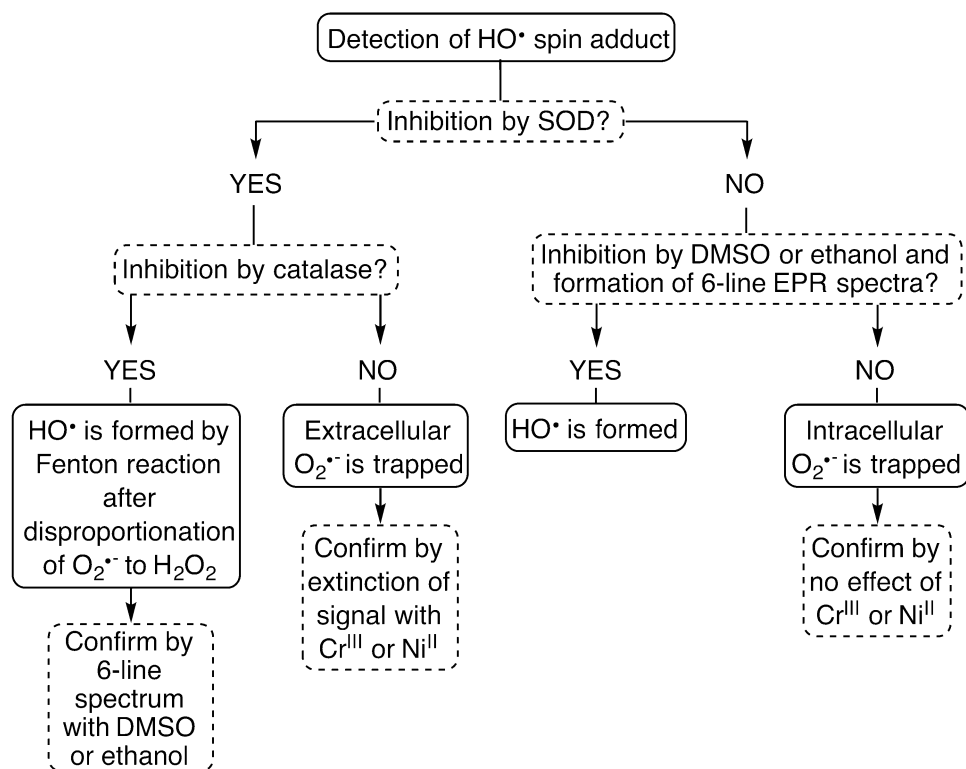 Detection of HO• spin adduct
Inhibition by SOD?
YES
NO
Inhibition by catalase?
Inhibition by DMSO or ethanol and
formation of 6-line EPR spectra?
YES
NO
YES
NO
HO• is formed by
Fenton reaction
after
disproportionation
of O₂•⁻ to H₂O₂
Extracellular
O₂•⁻ is trapped
HO• is formed
Intracellular
O₂•⁻ is trapped
Confirm by
6-line
spectrum
with DMSO
or ethanol
Confirm by
extinction of
signal with
Crᴵᴵᴵ or Niᴵᴵ
Confirm by
no effect of
Crᴵᴵᴵ or Niᴵᴵ